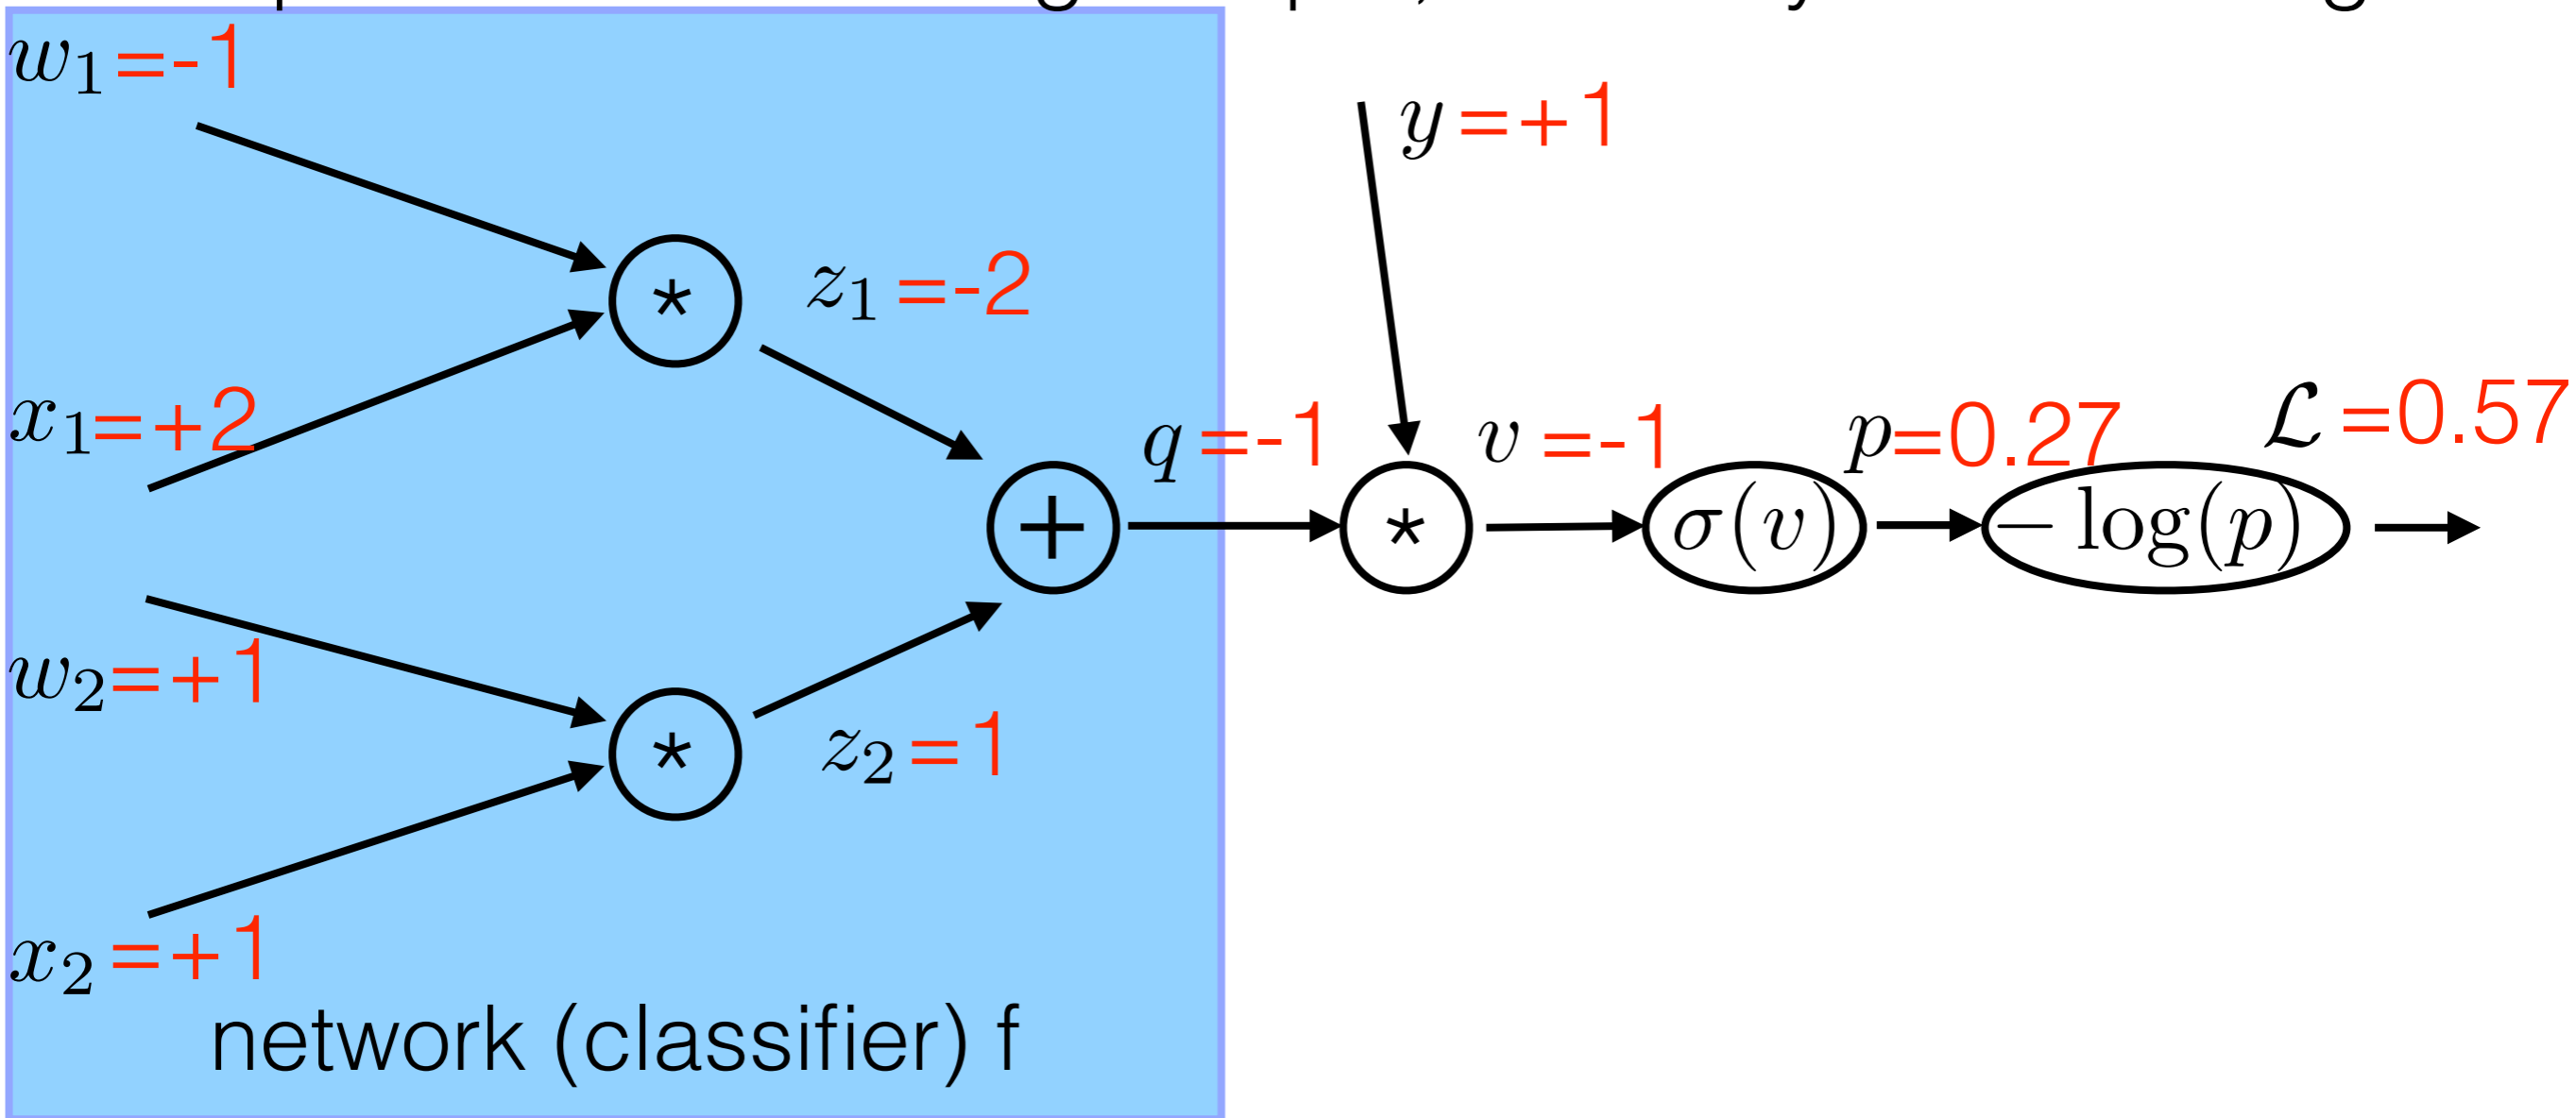 w₁ =-1
y =+1
*
z₁ =-2
x₁ =+2
q =-1
v =-1
p =0.27
ℒ =0.57
+
*
σ(v)
− log(p)
w₂ =+1
*
z₂ =1
x₂ =+1
network (classifier) f